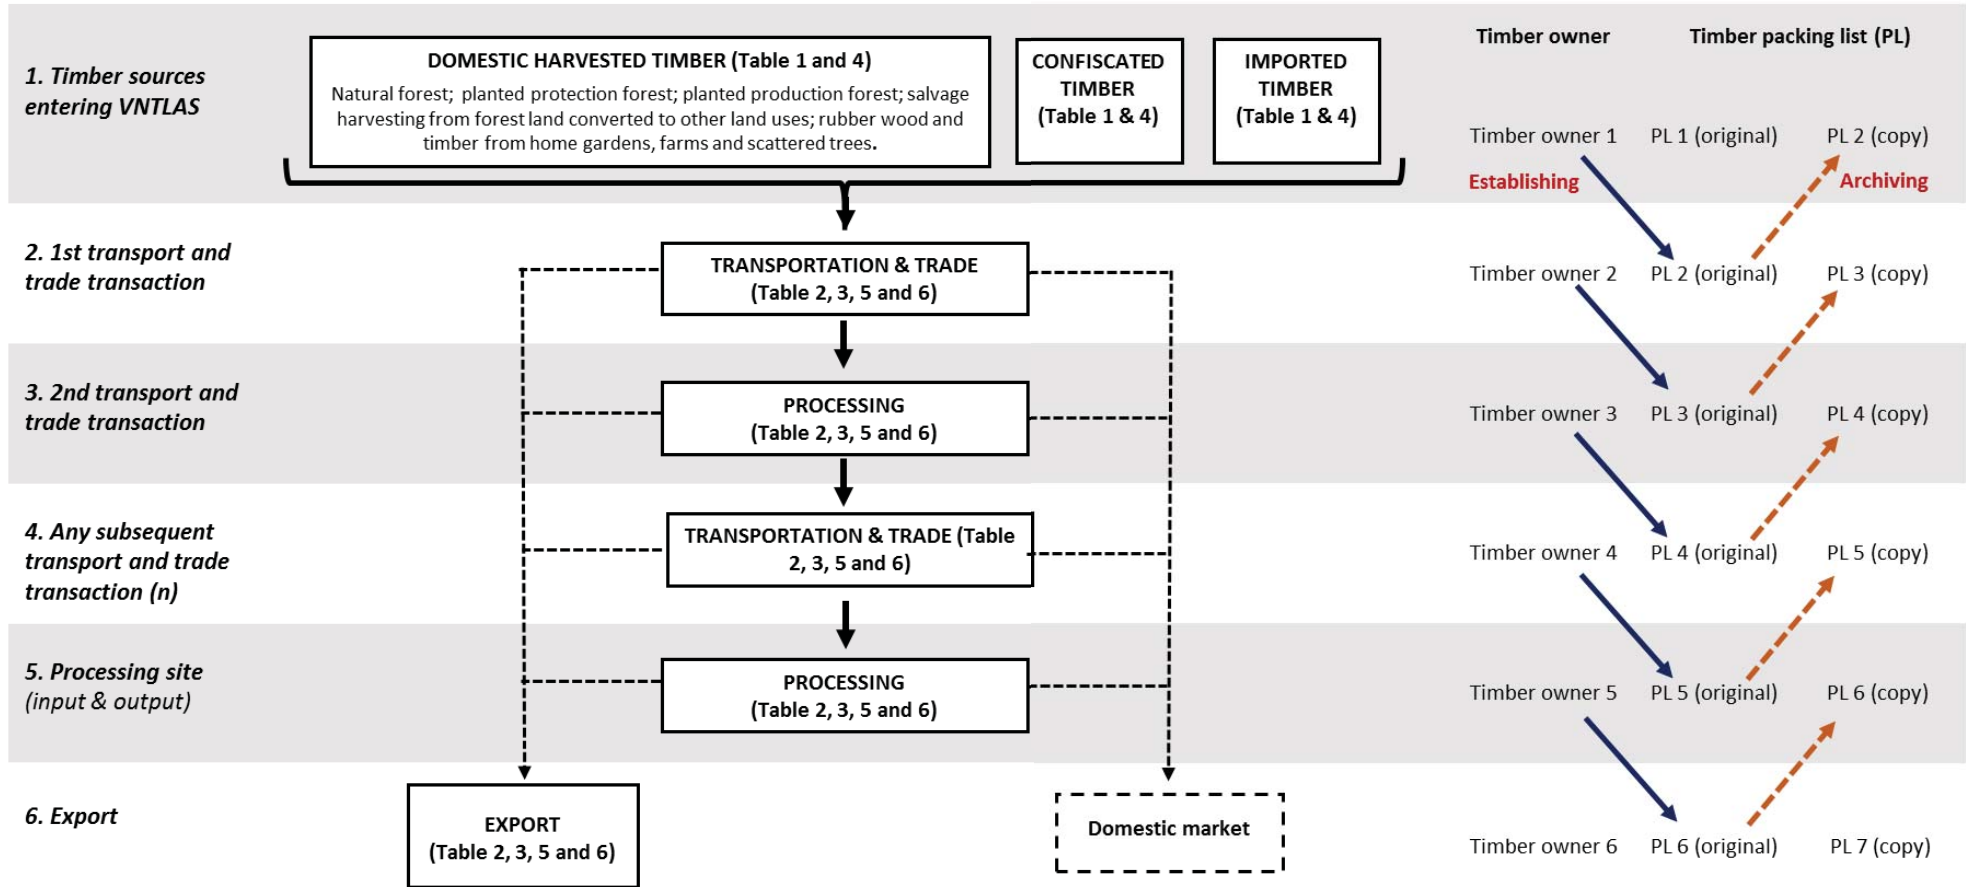 1. Timber sources
entering VNTLAS
DOMESTIC HARVESTED TIMBER (Table 1 and 4)
Natural forest; planted protection forest; planted production forest; salvage
harvesting from forest land converted to other land uses; rubber wood and
timber from home gardens, farms and scattered trees.
CONFISCATED
TIMBER
(Table 1 & 4)
IMPORTED
TIMBER
(Table 1 & 4)
Timber owner
Timber packing list (PL)
Timber owner 1
PL 1 (original)
PL 2 (copy)
Establishing
Archiving
2. 1st transport and
trade transaction
TRANSPORTATION & TRADE
(Table 2, 3, 5 and 6)
Timber owner 2
PL 2 (original)
PL 3 (copy)
3. 2nd transport and
trade transaction
PROCESSING
(Table 2, 3, 5 and 6)
Timber owner 3
PL 3 (original)
PL 4 (copy)
4. Any subsequent
transport and trade
transaction (n)
TRANSPORTATION & TRADE (Table
2, 3, 5 and 6)
Timber owner 4
PL 4 (original)
PL 5 (copy)
5. Processing site
(input & output)
PROCESSING
(Table 2, 3, 5 and 6)
Timber owner 5
PL 5 (original)
PL 6 (copy)
6. Export
EXPORT
(Table 2, 3, 5 and 6)
Domestic market
Timber owner 6
PL 6 (original)
PL 7 (copy)